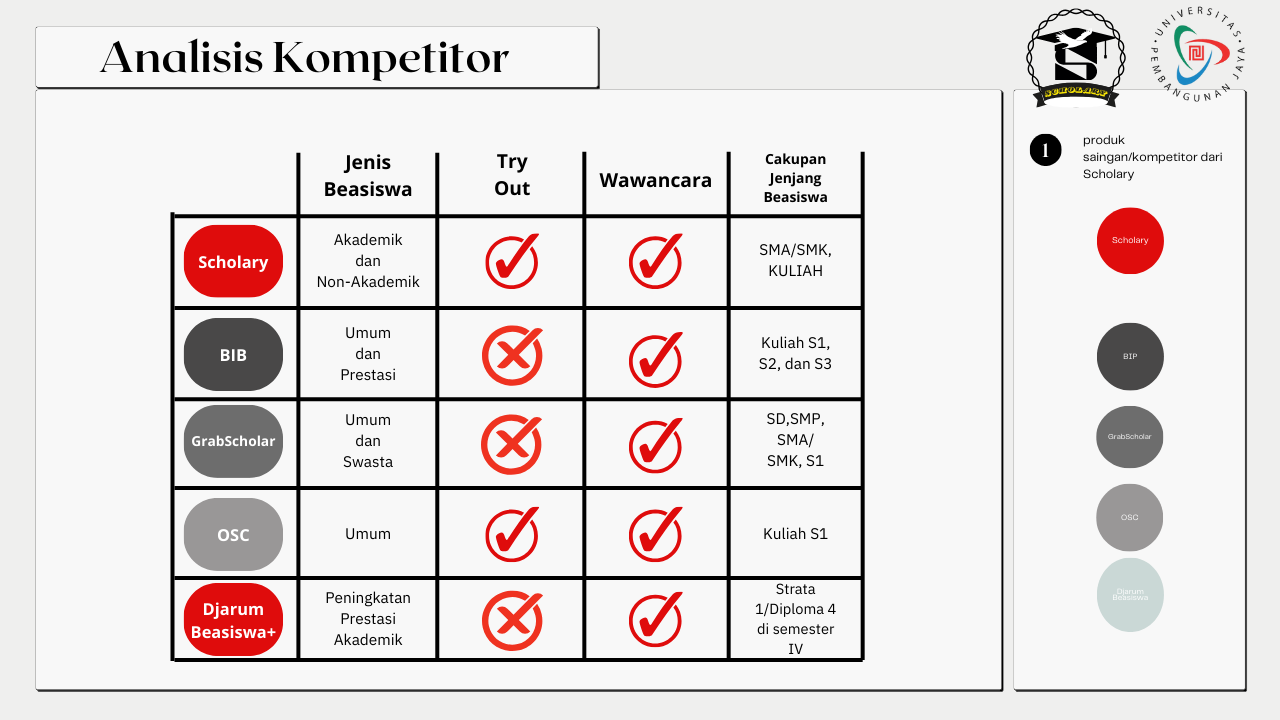 Analisis Kompetitor
SCHOLARY
UNIVERSITAS
PEMBANGUNAN JAYA
Jenis
Beasiswa
Try
Out
Wawancara
Cakupan
Jenjang
Beasiswa
Scholary
Akademik
dan
Non-Akademik
SMA/SMK,
KULIAH
BIB
Umum
dan
Prestasi
Kuliah S1,
S2, dan S3
GrabScholar
Umum
dan
Swasta
SD,SMP,
SMA/
SMK, S1
OSC
Umum
Kuliah S1
Djarum
Beasiswa+
Peningkatan
Prestasi
Akademik
Strata
1/Diploma 4
di semester
IV
1
produk
saingan/kompetitor dari
Scholary
Scholary
BIP
GrabScholar
OSC
Djarum
Beasiswa